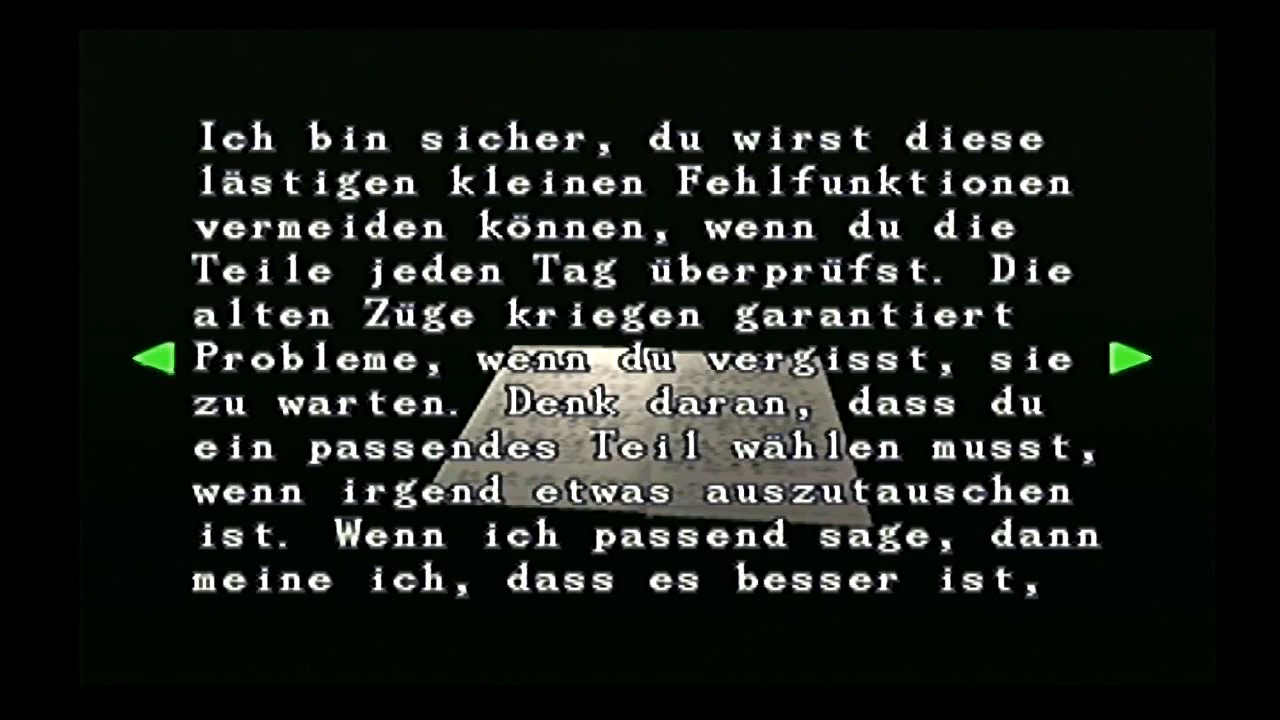 Ich bin sicher, du wirst diese
lästigen kleinen Fehlfunktionen
vermeiden können, wenn du die
Teile jeden Tag überprüfst. Die
alten Züge kriegen garantiert
Probleme, wenn du vergisst, sie
zu warten. Denk daran, dass du
ein passendes Teil wählen musst,
wenn irgend etwas auszutauschen
ist. Wenn ich passend sage, dann
meine ich, dass es besser ist,